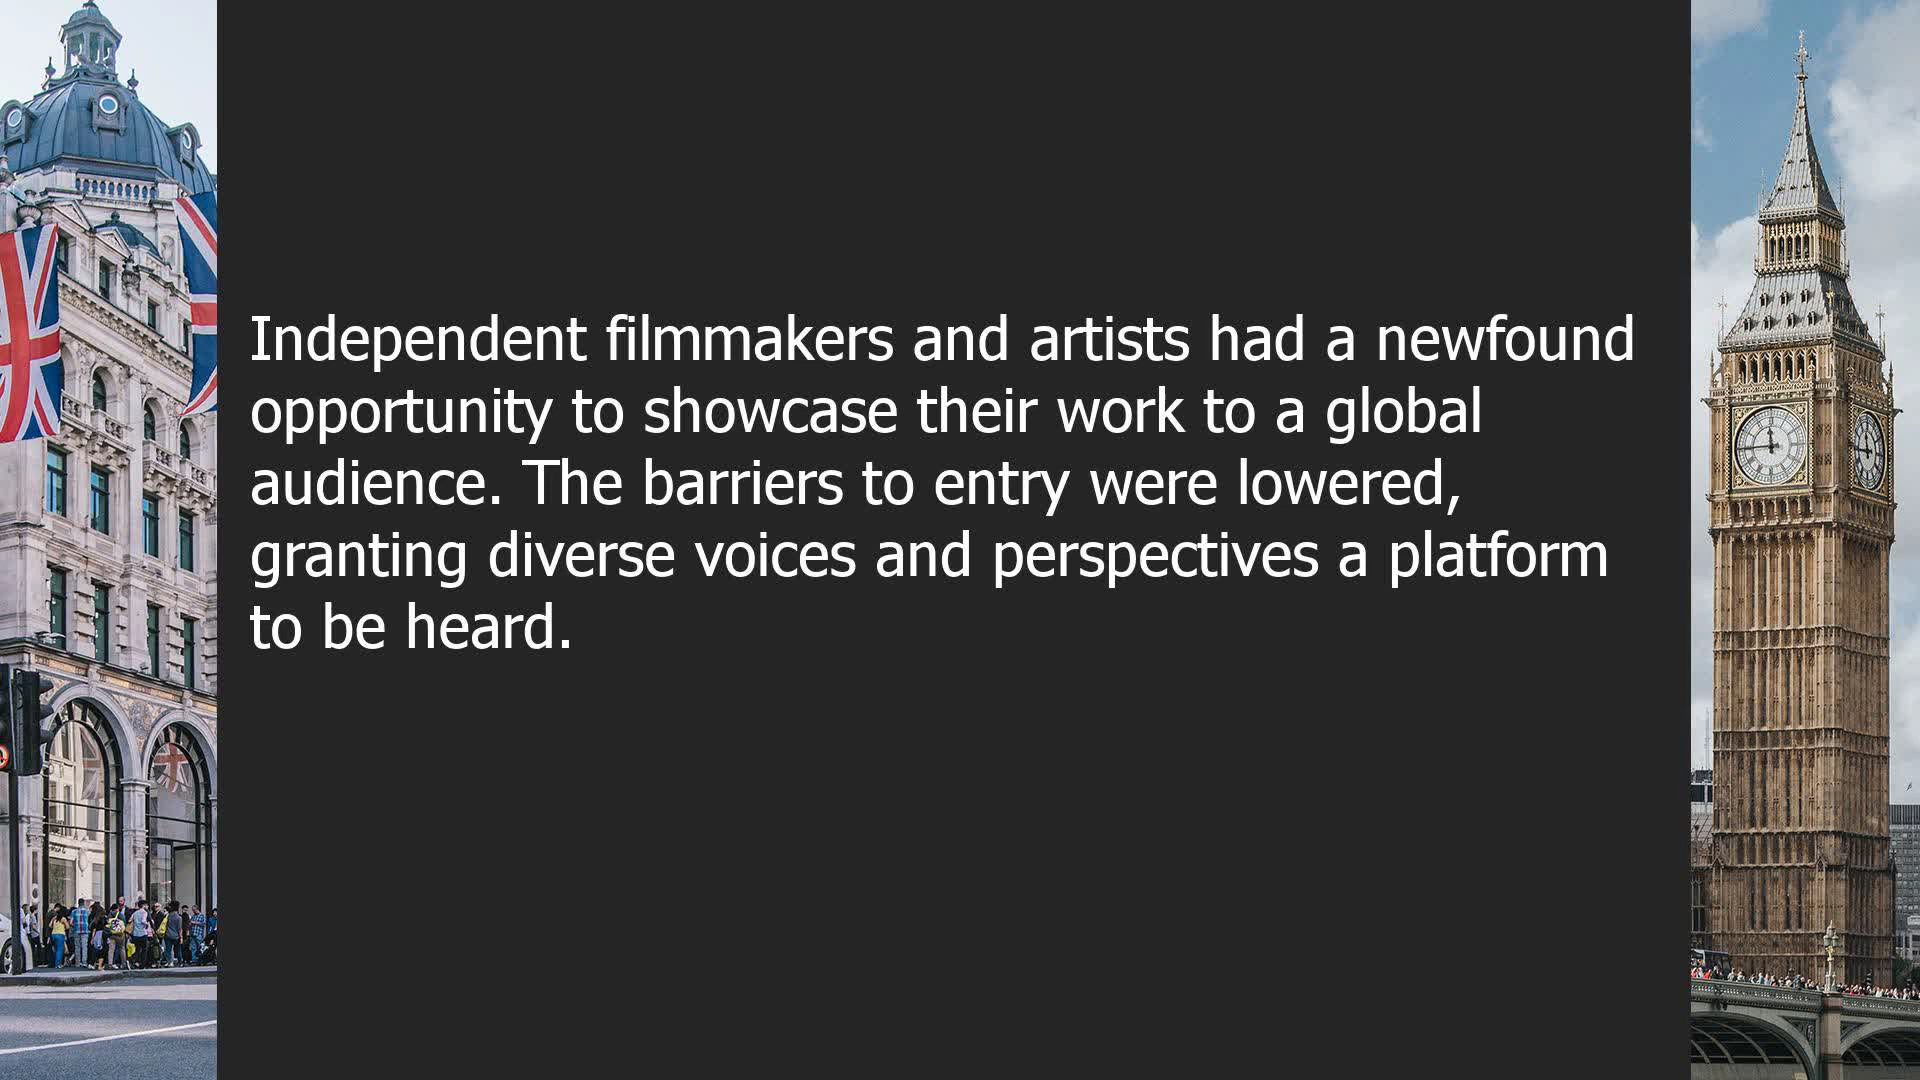 Independent filmmakers and artists had a newfound
opportunity to showcase their work to a global
audience. The barriers to entry were lowered,
granting diverse voices and perspectives a platform
to be heard.